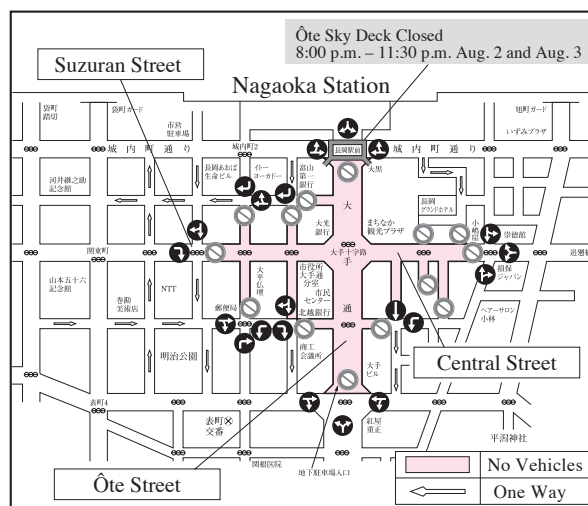 Ôte Sky Deck Closed
8:00 p.m. – 11:30 p.m. Aug. 2 and Aug. 3
Suzuran Street
Nagaoka Station
袋町踏切
袋町ガード
市営駐車場
城内町2
旭町ガード
いずみプラザ
城内町通り
長岡駅前
城内町通り
河井継之助
記念館
長岡あおば
生命ビル
イトー
ヨーカドー
富山
第一
銀行
大黒
長岡
グランドホテル
大光
銀行
大
まちなか
観光プラザ
小嶋屋
崇徳館
関東町
大手十字路
手
山本五十六
記念館
巻勘
美術店
NTT
大平仏壇
市役所
大手通
分室
市民
センター
北越銀行
損保
ジャパン
郵便局
通
ヘアーサロン
小林
明治公園
商工
会議所
大手
ビル
Central Street
表町4
表町
交番
紅屋
重正
平潟神社
関根医院
地下駐車場入口
Ôte Street
No Vehicles
One Way